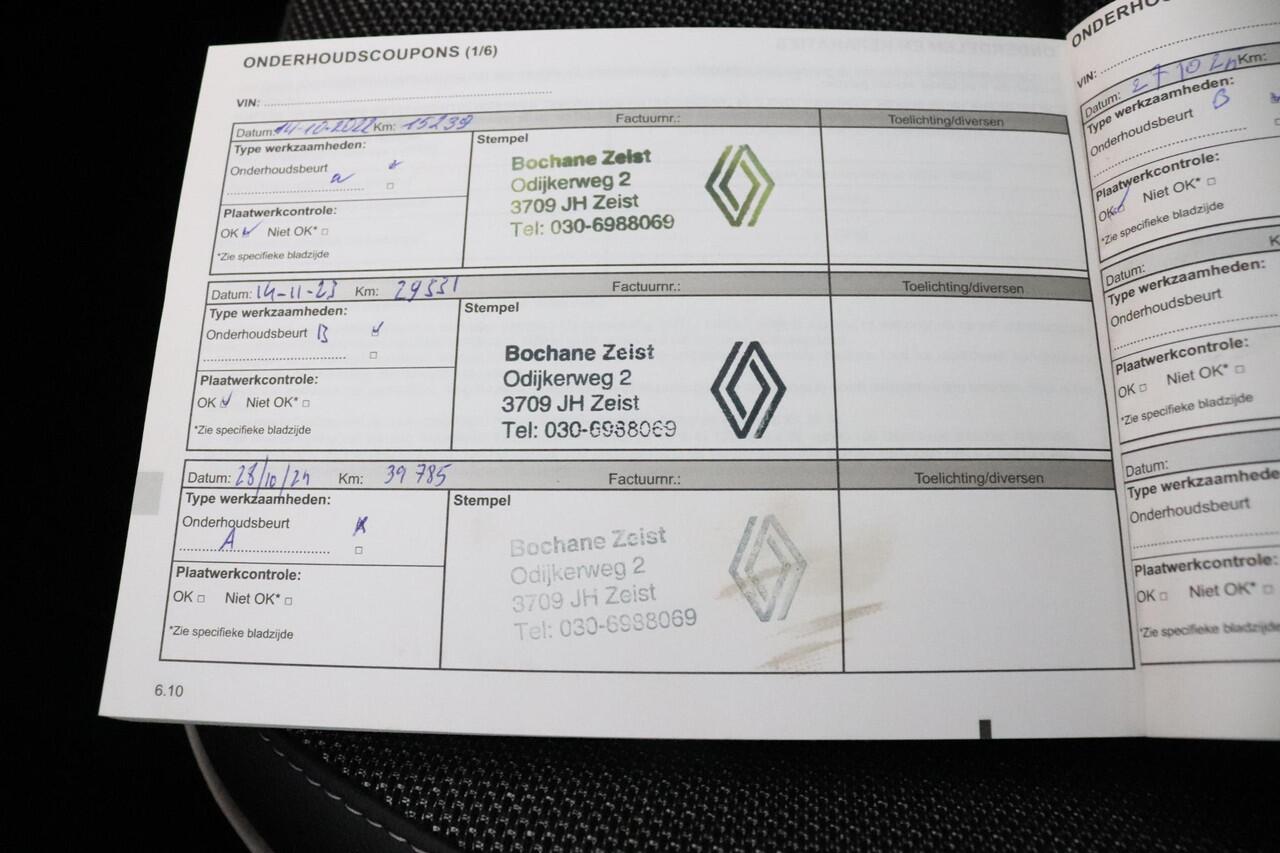 ONDERHOUDSCOUPONS (1/6)
VIN:
Datum: 14-10-2022 Km: 15239 Factuurnr.: Toelichting/diversen
Type werkzaamheden: Stempel
Onderhoudsbeurt
a
Plaatwerkcontrole:
OK Niet OK*
*Zie specifieke bladzijde
Bochane Zeist
Odijkerweg 2
3709 JH Zeist
Tel: 030-6988069
Datum: 14-11-23 Km: 29331 Factuurnr.: Toelichting/diversen
Type werkzaamheden: Stempel
Onderhoudsbeurt B
Plaatwerkcontrole:
OK Niet OK*
*Zie specifieke bladzijde
Bochane Zeist
Odijkerweg 2
3709 JH Zeist
Tel: 030-6988069
Datum: 28/10/24 Km: 39 785 Factuurnr.: Toelichting/diversen
Type werkzaamheden: Stempel
Onderhoudsbeurt
A
Plaatwerkcontrole:
OK Niet OK*
*Zie specifieke bladzijde
Bochane Zeist
Odijkerweg 2
3709 JH Zeist
Tel: 030-6988069
6.10
VIN:
Datum: Km:
Type werkzaamheden:
Onderhoudsbeurt B
Plaatwerkcontrole:
OK Niet OK*
*Zie specifieke bladzijde
Datum:
Type werkzaamheden:
Onderhoudsbeurt
Plaatwerkcontrole:
OK Niet OK*
*Zie specifieke bladzijde
Datum:
Type werkzaamheden:
Onderhoudsbeurt
Plaatwerkcontrole:
OK Niet OK*
*Zie specifieke bladzijde